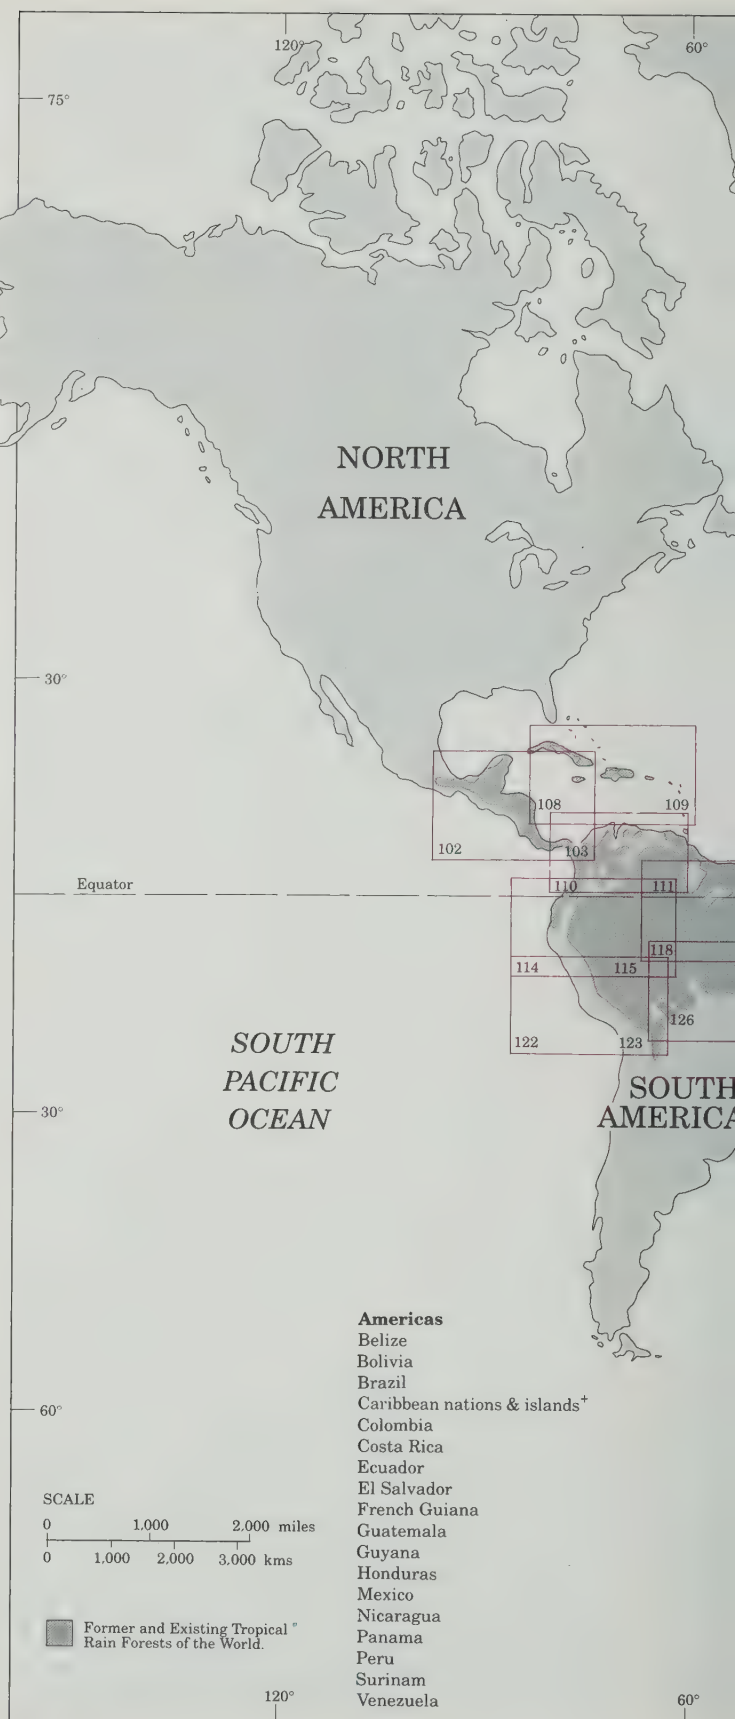 120°
60°
75°
NORTH
AMERICA
30°
108
109
102
103
Equator
110
111
118
114
115
126
122
123
SOUTH
PACIFIC
OCEAN
SOUTH
AMERICA
30°
Americas
Belize
Bolivia
Brazil
Caribbean nations & islands+
Colombia
Costa Rica
Ecuador
El Salvador
French Guiana
Guatemala
Guyana
Honduras
Mexico
Nicaragua
Panama
Peru
Surinam
Venezuela
60°
SCALE
0 1,000 2,000 miles
0 1,000 2,000 3,000 kms
Former and Existing Tropical
Rain Forests of the World.
120°
60°